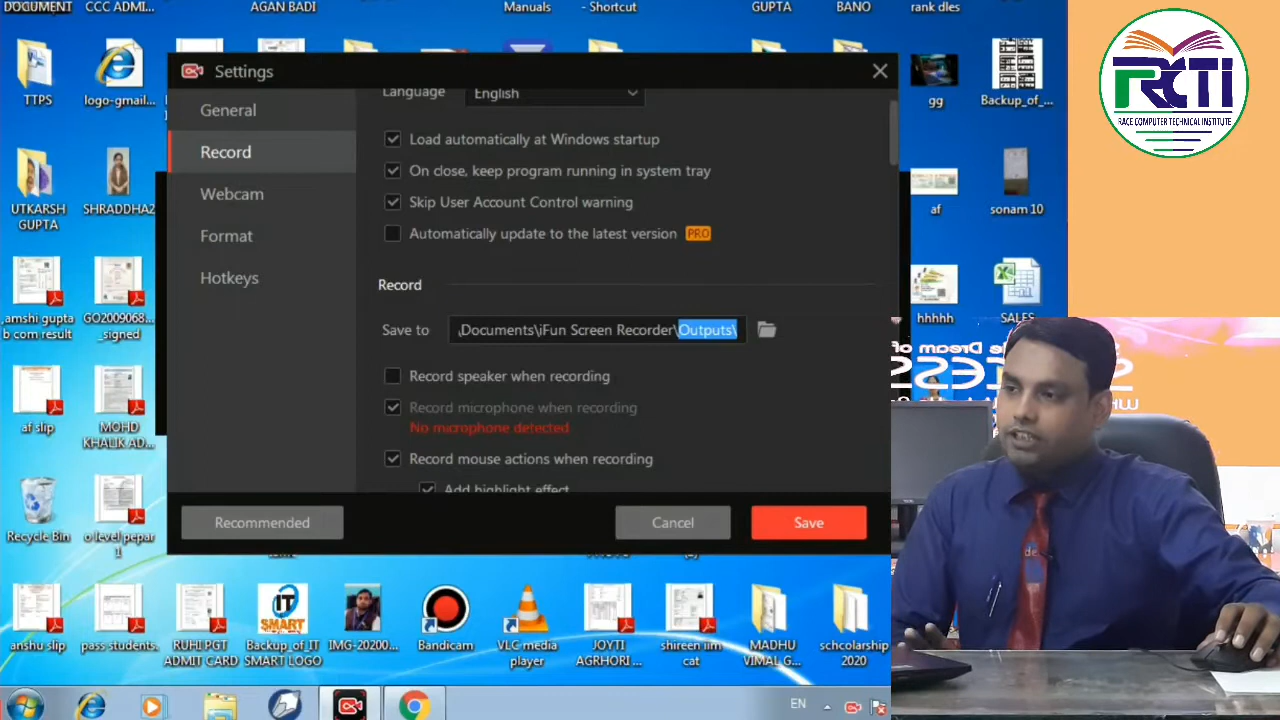 DOCUMENT
CCC ADMI...
AGAN BADI
Manuals
- Shortcut
GUPTA
BANO
rank dles
TTPS
logo-gmail...
gg
Backup_of_...
RCTI
RACE COMPUTER TECHNICAL INSTITUTE
Settings
General
Record
Webcam
Format
Hotkeys
Language
English
Load automatically at Windows startup
On close, keep program running in system tray
Skip User Account Control warning
Automatically update to the latest version PRO
Record
Save to
\Documents\iFun Screen Recorder\Outputs\
Record speaker when recording
Record microphone when recording
No microphone detected
Record mouse actions when recording
Add highlight effect
Recommended
Cancel
Save
UTKARSH
GUPTA
SHRADDHA2
af
sonam 10
,amshi gupta
b com result
GO2009068...
_signed
hhhhh
SALES
af slip
MOHD
KHALIK AD...
Recycle Bin
o level pepar
1
anshu slip
pass students.
RUHI PGT
ADMIT CARD
IT
SMART
Backup_of_IT
SMART LOGO
IMG-20200...
Bandicam
VLC media
player
JOYTI
AGRHORI ...
shireen iim
cat
MADHU
VIMAL G...
schcolarship
2020
EN